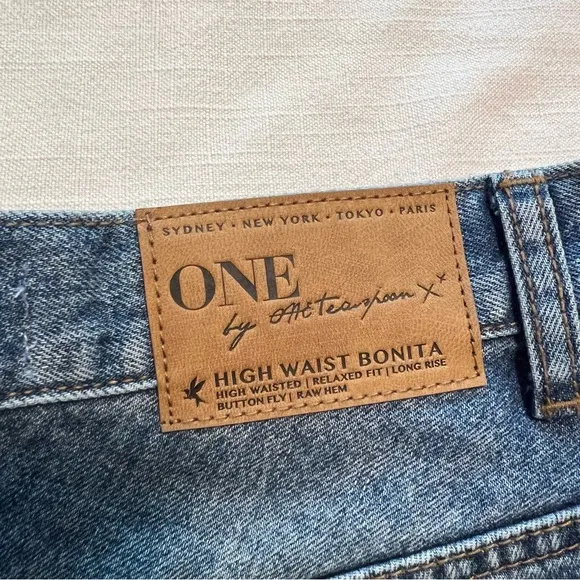 SYDNEY • NEW YORK • TOKYO • PARIS
ONE
by
HIGH WAIST BONITA
HIGH WAISTED | RELAXED FIT | LONG RISE
BUTTON FLY | RAW HEM